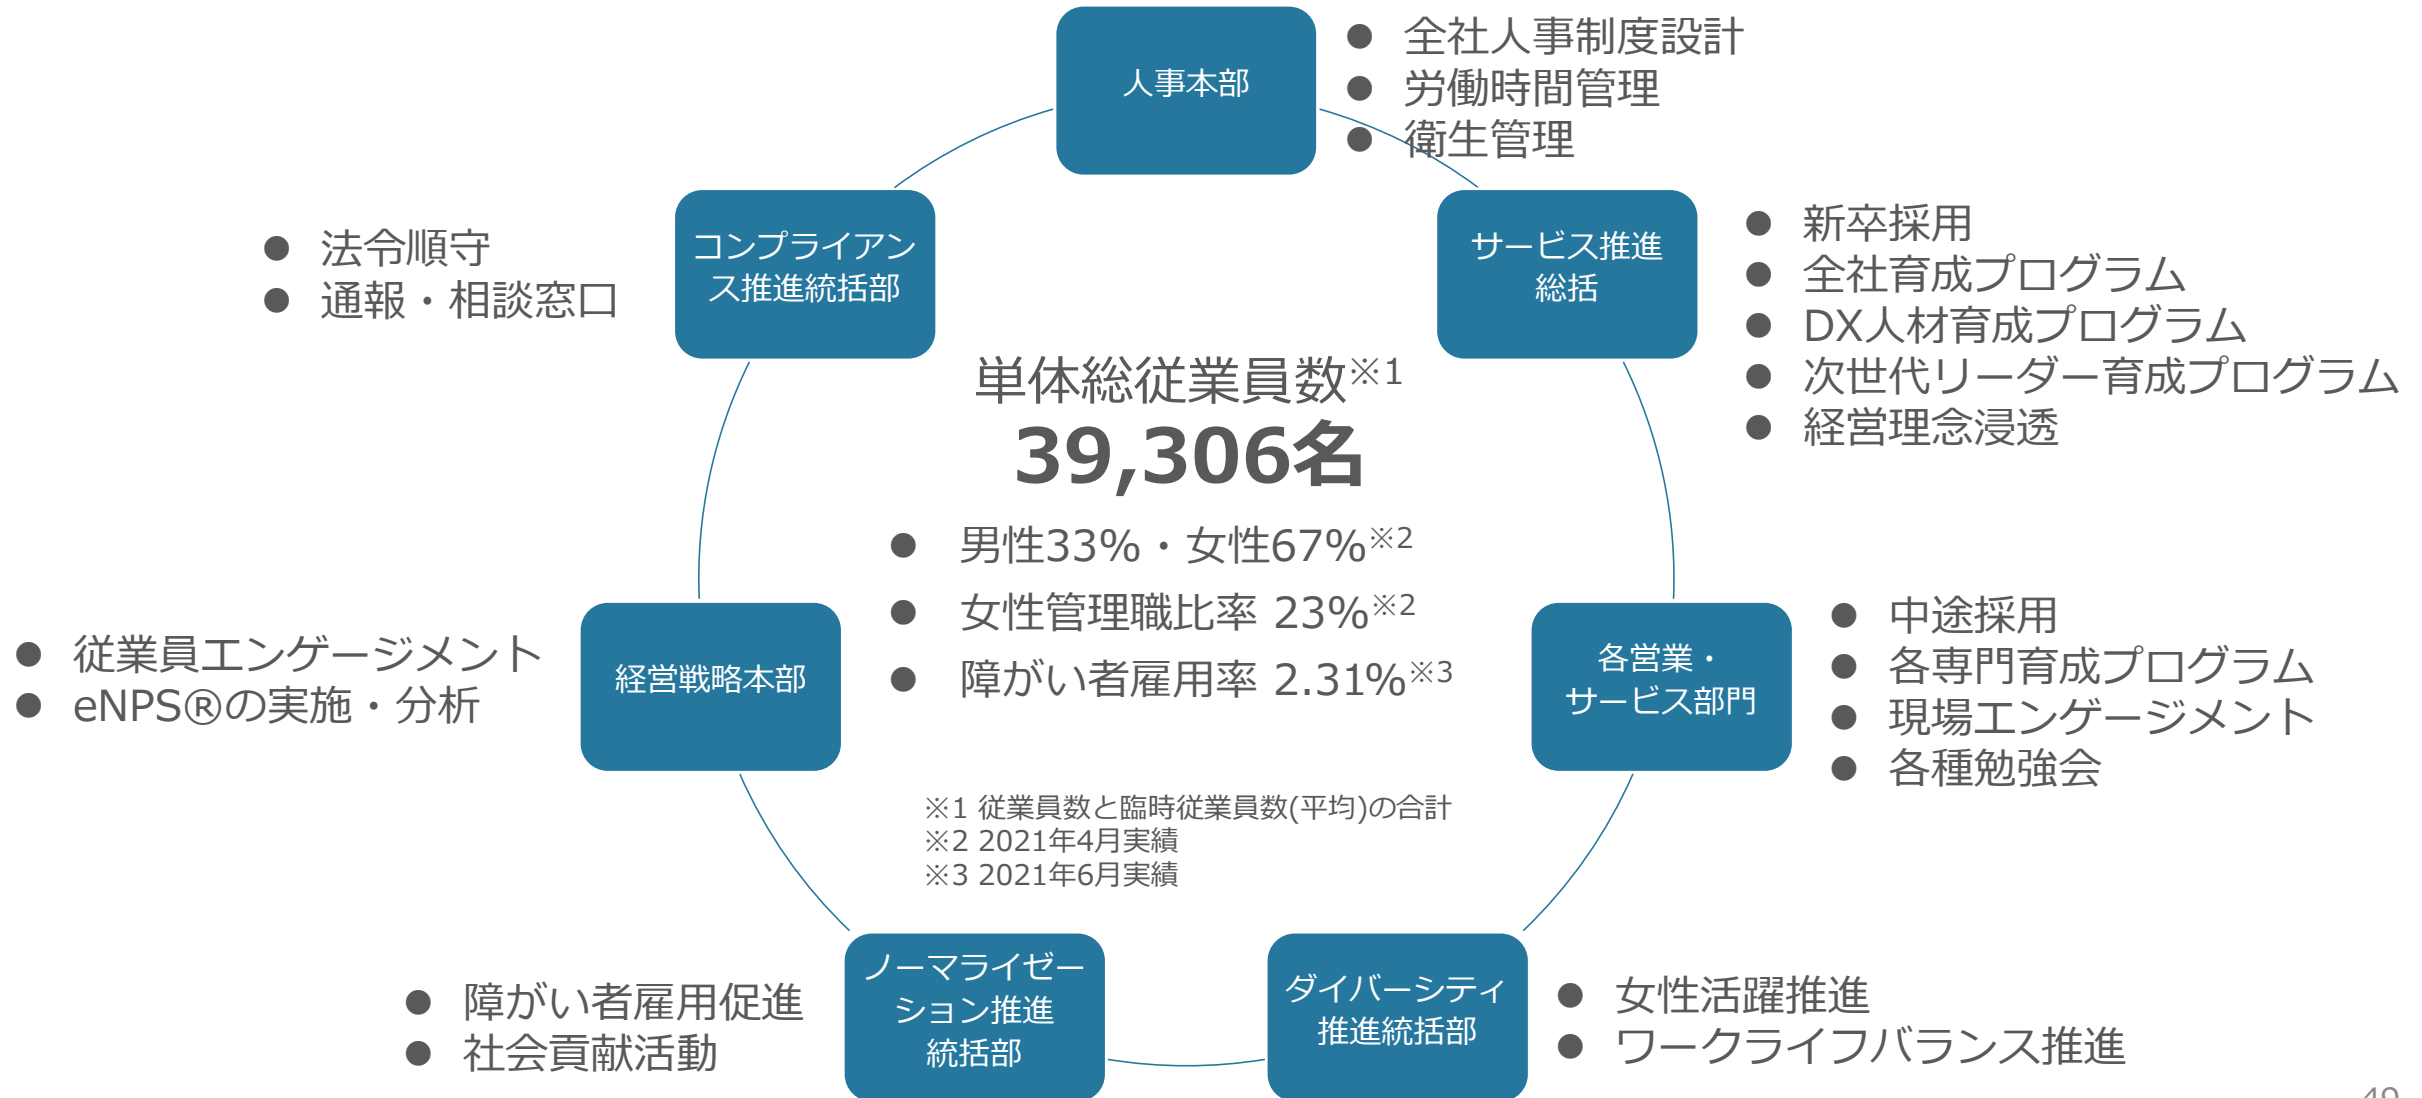 人事本部
● 全社人事制度設計
● 労働時間管理
● 衛生管理
サービス推進
総括
● 新卒採用
● 全社育成プログラム
● DX人材育成プログラム
● 次世代リーダー育成プログラム
● 経営理念浸透
各営業・
サービス部門
● 中途採用
● 各専門育成プログラム
● 現場エンゲージメント
● 各種勉強会
ダイバーシティ
推進統括部
● 女性活躍推進
● ワークライフバランス推進
ノーマライゼー
ション推進
統括部
● 障がい者雇用促進
● 社会貢献活動
経営戦略本部
● 従業員エンゲージメント
● eNPS®の実施・分析
コンプライアン
ス推進統括部
● 法令順守
● 通報・相談窓口
単体総従業員数※1
39,306名
● 男性33%・女性67%※2
● 女性管理職比率 23%※2
● 障がい者雇用率 2.31%※3
※1 従業員数と臨時従業員数(平均)の合計
※2 2021年4月実績
※3 2021年6月実績